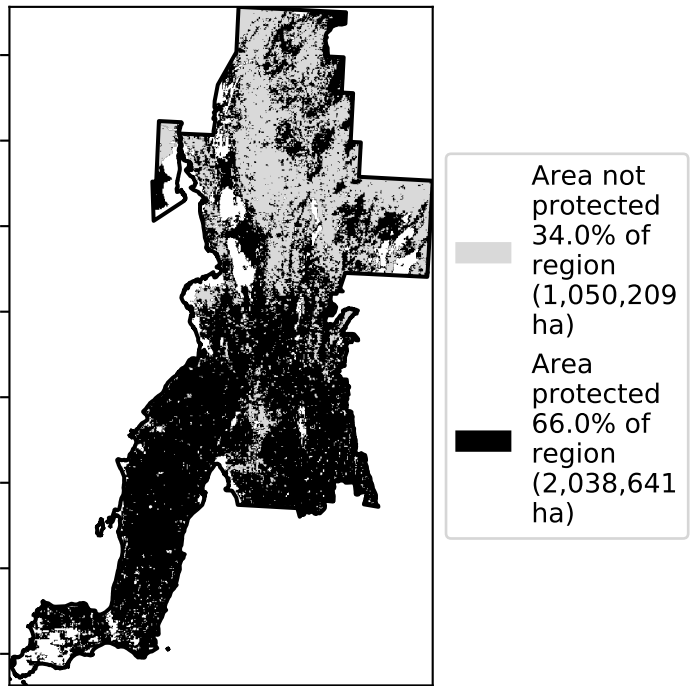 Area not
protected
34.0% of
region
(1,050,209
ha)
Area
protected
66.0% of
region
(2,038,641
ha)